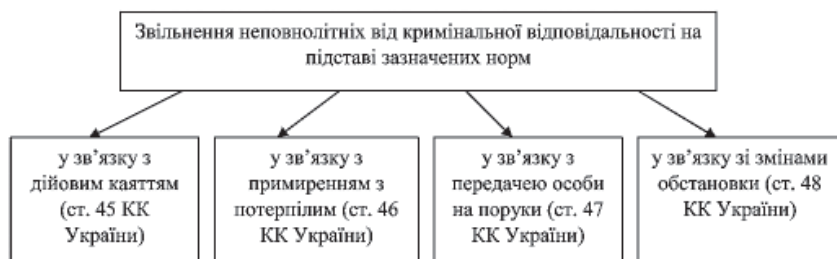 Звільнення неповнолітніх від кримінальної відповідальності на
підставі зазначених норм
у зв’язку з
дійовим каяттям
(ст. 45 КК
України)
у зв’язку з
примиренням з
потерпілим (ст. 46
КК України)
у зв’язку з
передачею особи
на поруки (ст. 47
КК України)
у зв’язку зі змінами
обстановки (ст. 48
КК України)